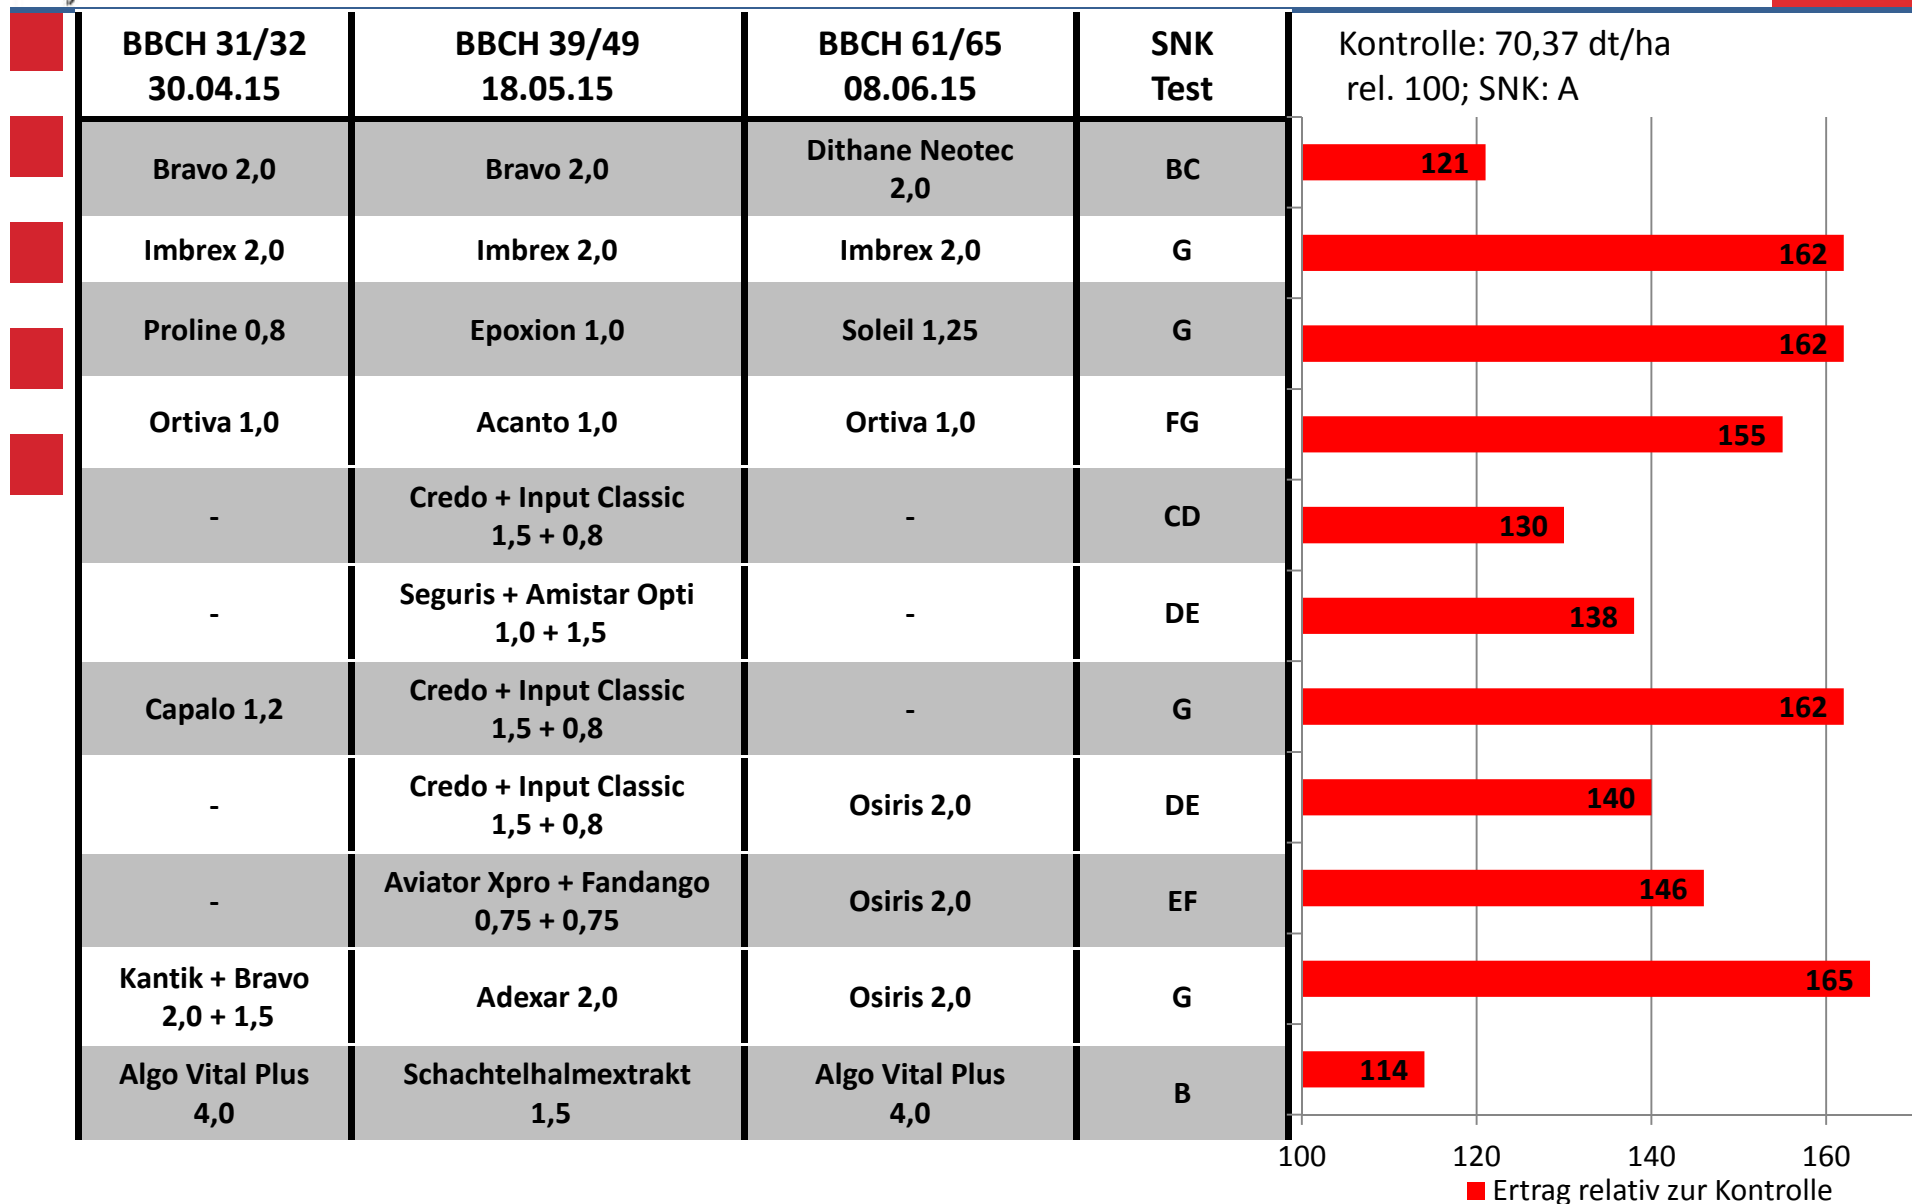 BBCH 31/32
30.04.15
BBCH 39/49
18.05.15
BBCH 61/65
08.06.15
SNK
Test
Kontrolle: 70,37 dt/ha
rel. 100; SNK: A
Bravo 2,0
Bravo 2,0
Dithane Neotec
2,0
BC
121
Imbrex 2,0
Imbrex 2,0
Imbrex 2,0
G
162
Proline 0,8
Epoxion 1,0
Soleil 1,25
G
162
Ortiva 1,0
Acanto 1,0
Ortiva 1,0
FG
155
-
Credo + Input Classic
1,5 + 0,8
-
CD
130
-
Seguris + Amistar Opti
1,0 + 1,5
-
DE
138
Capalo 1,2
Credo + Input Classic
1,5 + 0,8
-
G
162
-
Credo + Input Classic
1,5 + 0,8
Osiris 2,0
DE
140
-
Aviator Xpro + Fandango
0,75 + 0,75
Osiris 2,0
EF
146
Kantik + Bravo
2,0 + 1,5
Adexar 2,0
Osiris 2,0
G
165
Algo Vital Plus
4,0
Schachtelhalmextrakt
1,5
Algo Vital Plus
4,0
B
114
100 120 140 160
Ertrag relativ zur Kontrolle